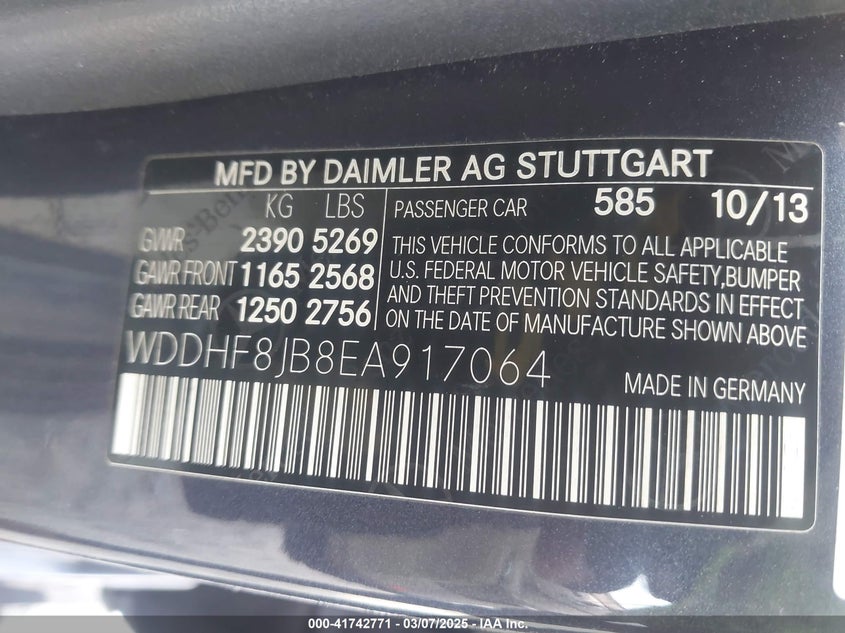 MFD BY DAIMLER AG STUTTGART
KG LBS
GVWR 2390 5269
GAWR FRONT 1165 2568
GAWR REAR 1250 2756
PASSENGER CAR 585 10/13
THIS VEHICLE CONFORMS TO ALL APPLICABLE
U.S. FEDERAL MOTOR VEHICLE SAFETY,BUMPER
AND THEFT PREVENTION STANDARDS IN EFFECT
ON THE DATE OF MANUFACTURE SHOWN ABOVE
WDDHF8JB8EA917064
MADE IN GERMANY
000-41742771 - 03/07/2025 - IAA Inc.